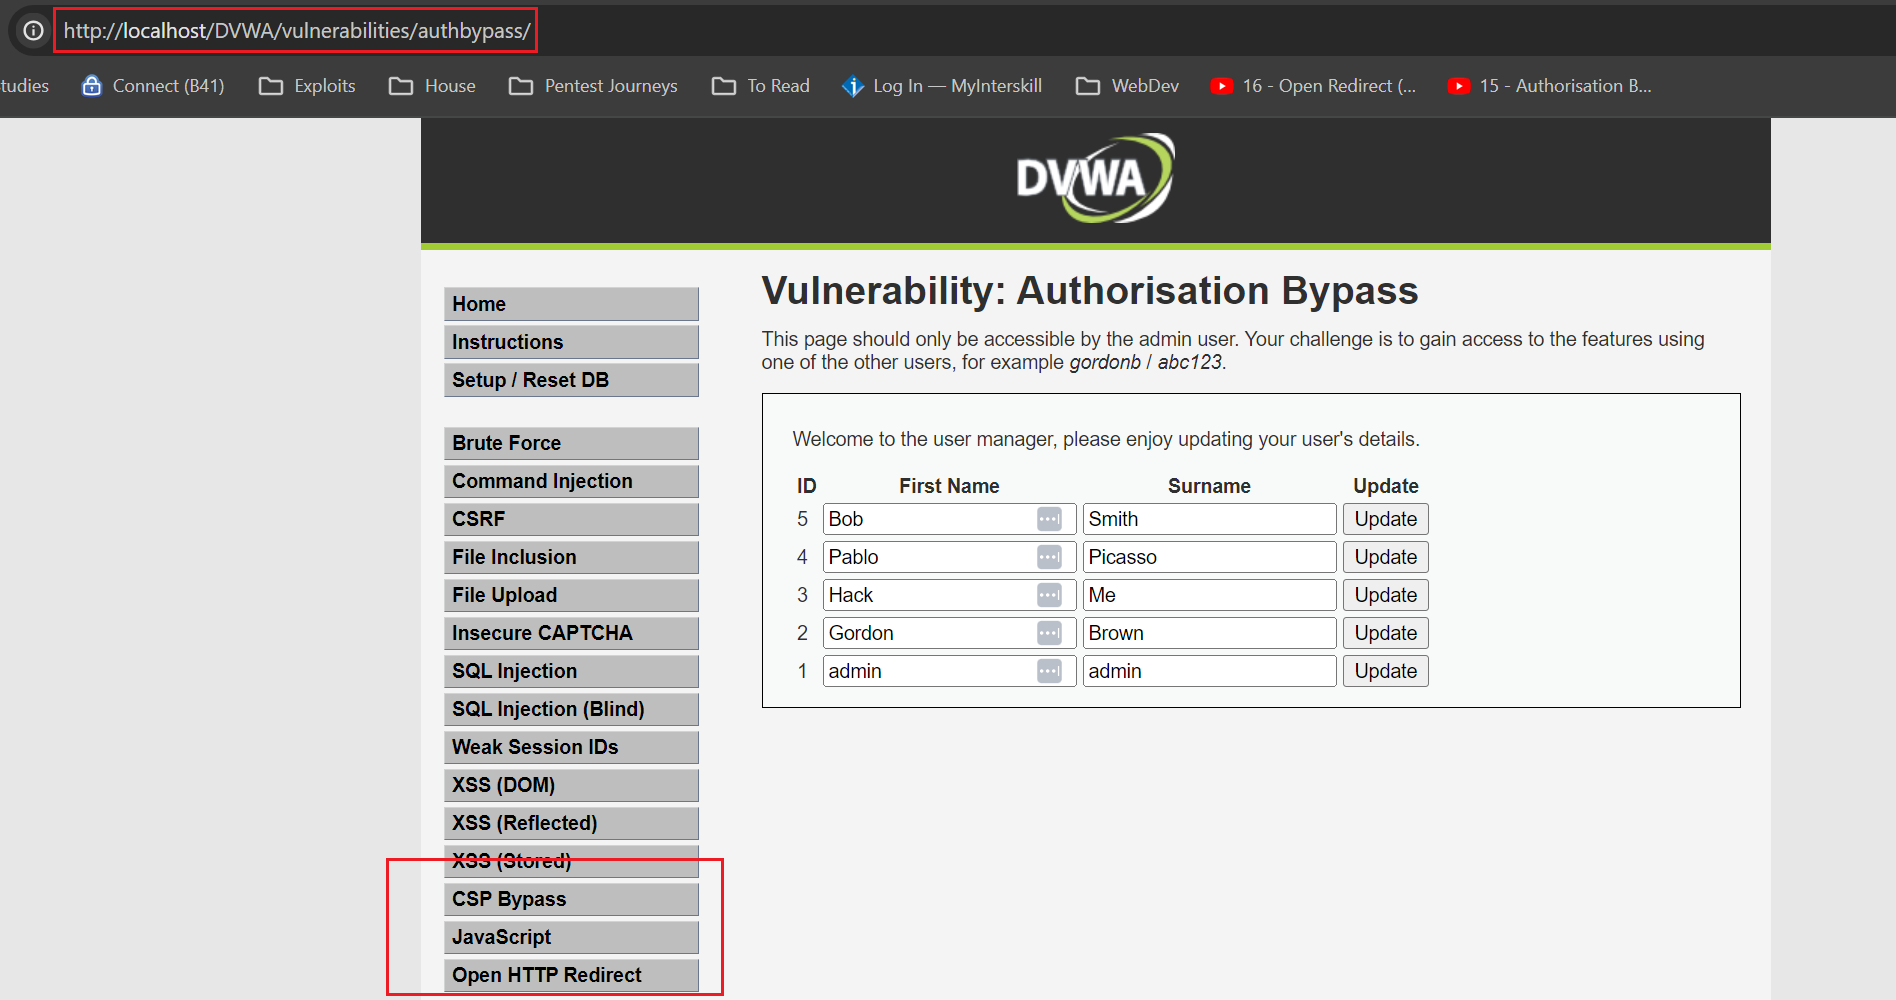 http://localhost/DVWA/vulnerabilities/authbypass/
tudies Connect (B41) Exploits House Pentest Journeys To Read Log In — MyInterskill WebDev 16 - Open Redirect (... 15 - Authorisation B...
DVWA
Home
Instructions
Setup / Reset DB
Brute Force
Command Injection
CSRF
File Inclusion
File Upload
Insecure CAPTCHA
SQL Injection
SQL Injection (Blind)
Weak Session IDs
XSS (DOM)
XSS (Reflected)
XSS (Stored)
CSP Bypass
JavaScript
Open HTTP Redirect
Vulnerability: Authorisation Bypass
This page should only be accessible by the admin user. Your challenge is to gain access to the features using
one of the other users, for example gordonb / abc123.
Welcome to the user manager, please enjoy updating your user's details.
ID First Name Surname Update
5 Bob Smith Update
4 Pablo Picasso Update
3 Hack Me Update
2 Gordon Brown Update
1 admin admin Update